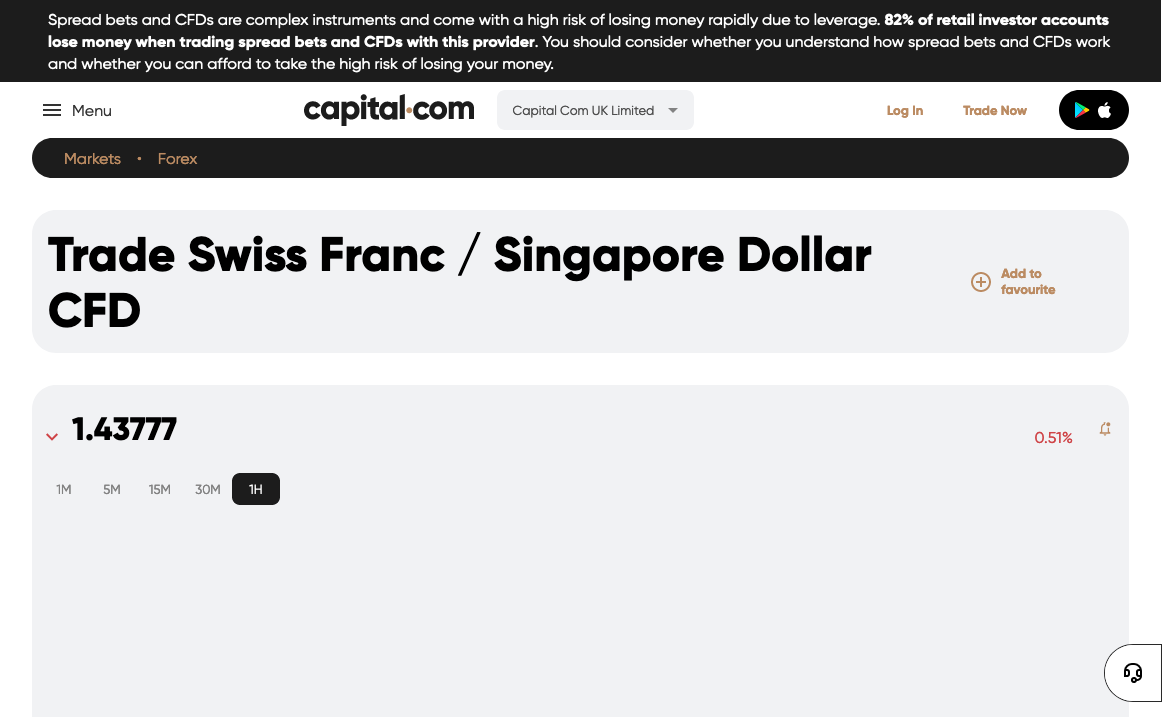 Spread bets and CFDs are complex instruments and come with a high risk of losing money rapidly due to leverage. 82% of retail investor accounts
lose money when trading spread bets and CFDs with this provider. You should consider whether you understand how spread bets and CFDs work
and whether you can afford to take the high risk of losing your money.
Menu
capital.com
Capital Com UK Limited
Log In
Trade Now
Markets • Forex
Trade Swiss Franc / Singapore Dollar
CFD
Add to
favourite
1.43777
0.51%
1M 5M 15M 30M 1H